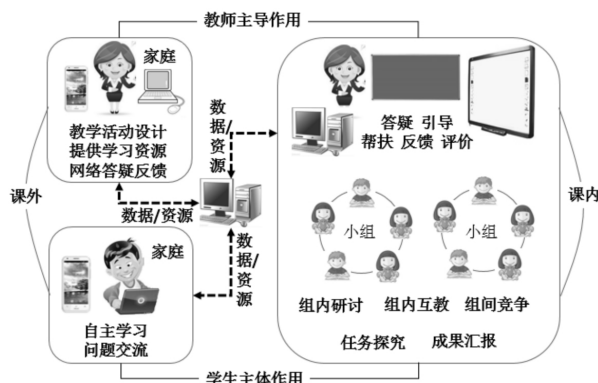 教师主导作用
家庭
教学活动设计
提供学习资源
网络答疑反馈
数据/资源
答疑 引导
帮扶 反馈 评价
课外
数据/资源
课内
小组
小组
家庭
数据/资源
自主学习
问题交流
组内研讨 组内互教 组间竞争
任务探究 成果汇报
学生主体作用